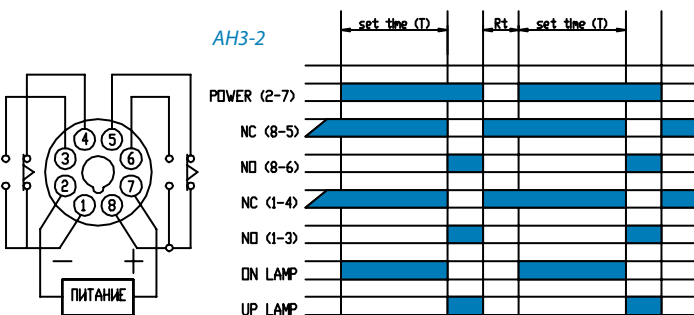 AH3-2
set time (T) Rt set time (T)
POWER (2-7)
NC (8-5)
NO (8-6)
NC (1-4)
NO (1-3)
ON LAMP
UP LAMP
4 5
3 6
2 7
1 8
− +
ПИТАНИЕ